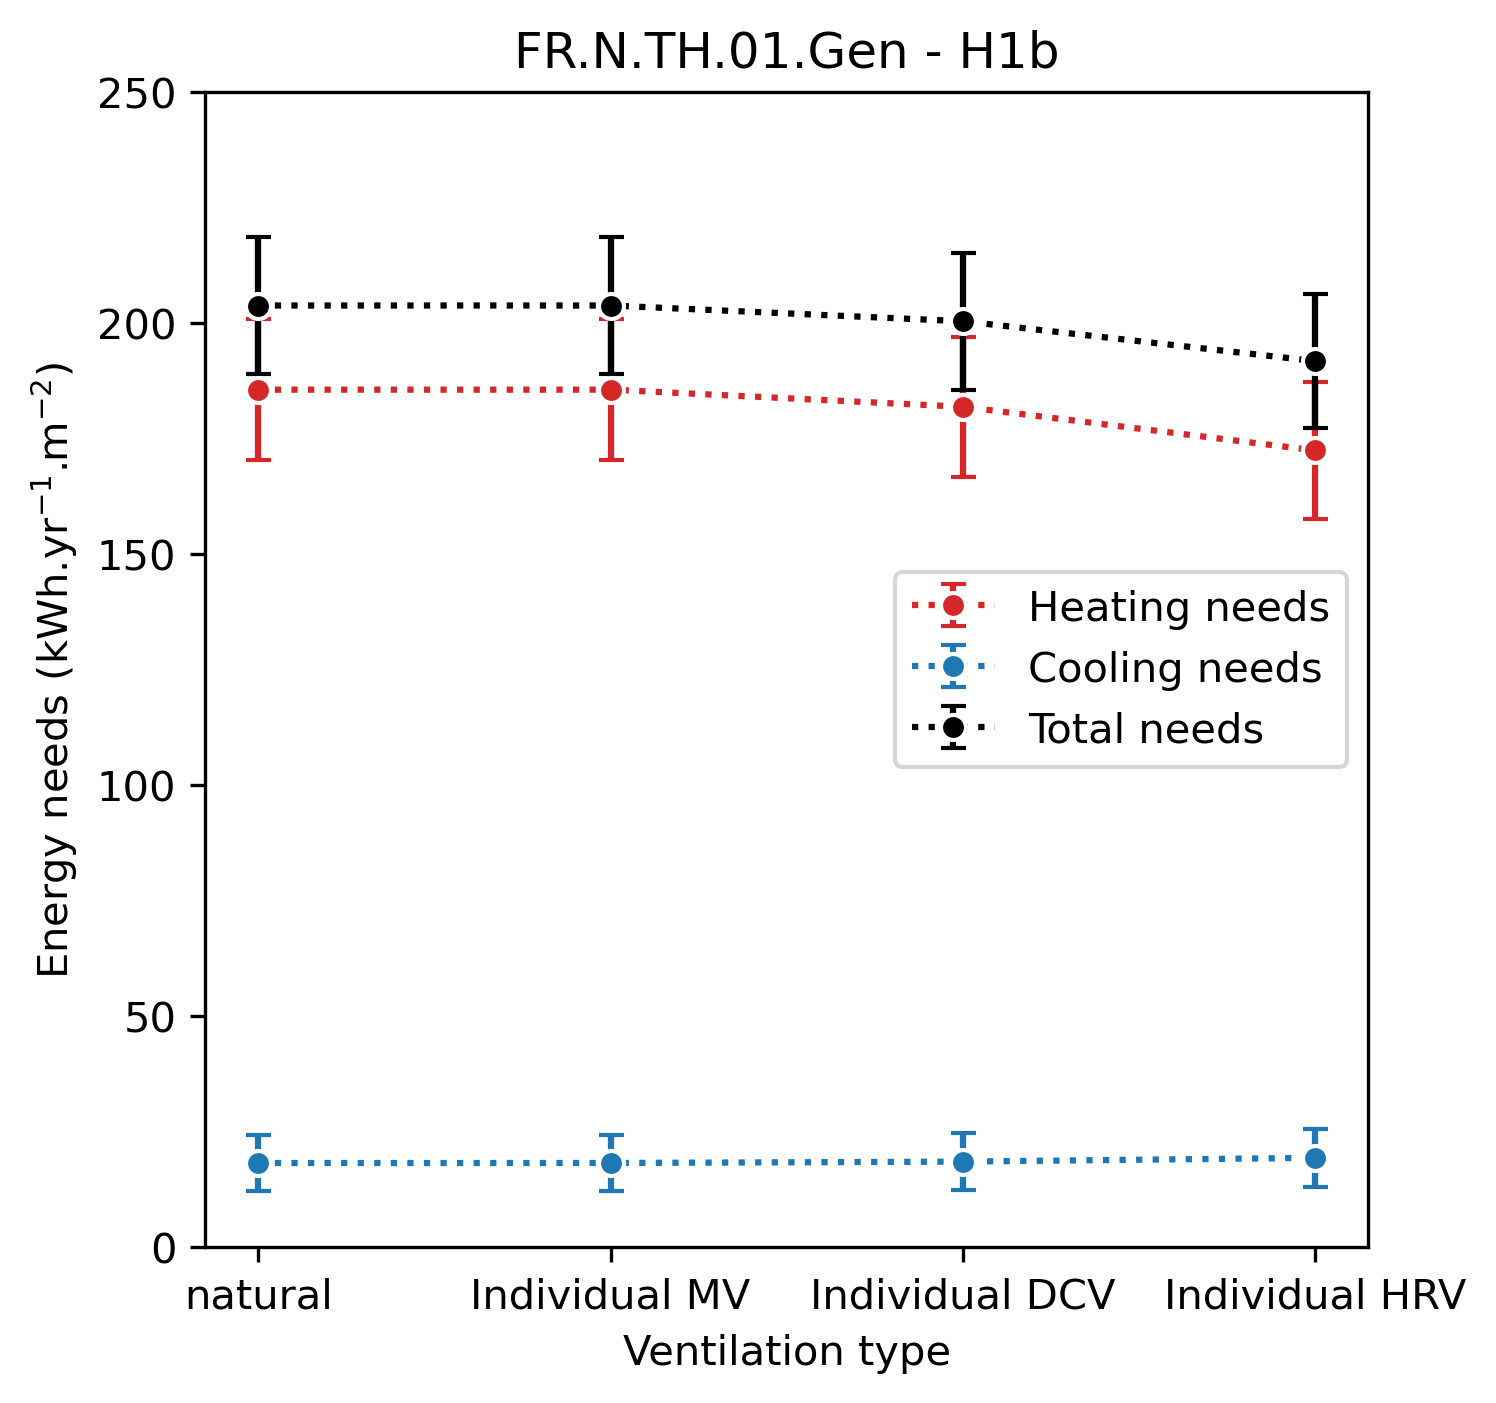 FR.N.TH.01.Gen - H1b
250
200
150
100
50
0
Energy needs (kWh.yr⁻¹.m⁻²)
Heating needs
Cooling needs
Total needs
natural Individual MV Individual DCV Individual HRV
Ventilation type